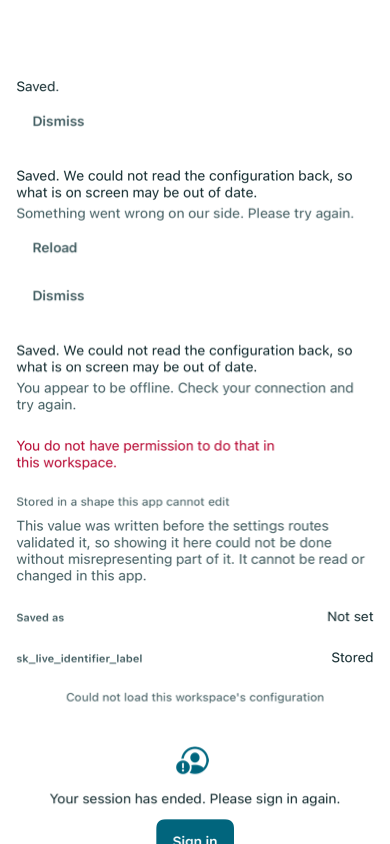 Saved.
Dismiss
Saved. We could not read the configuration back, so
what is on screen may be out of date.
Something went wrong on our side. Please try again.
Reload
Dismiss
Saved. We could not read the configuration back, so
what is on screen may be out of date.
You appear to be offline. Check your connection and
try again.
You do not have permission to do that in
this workspace.
Stored in a shape this app cannot edit
This value was written before the settings routes
validated it, so showing it here could not be done
without misrepresenting part of it. It cannot be read or
changed in this app.
Saved as Not set
sk_live_identifier_label Stored
Could not load this workspace's configuration
Your session has ended. Please sign in again.
Sign in